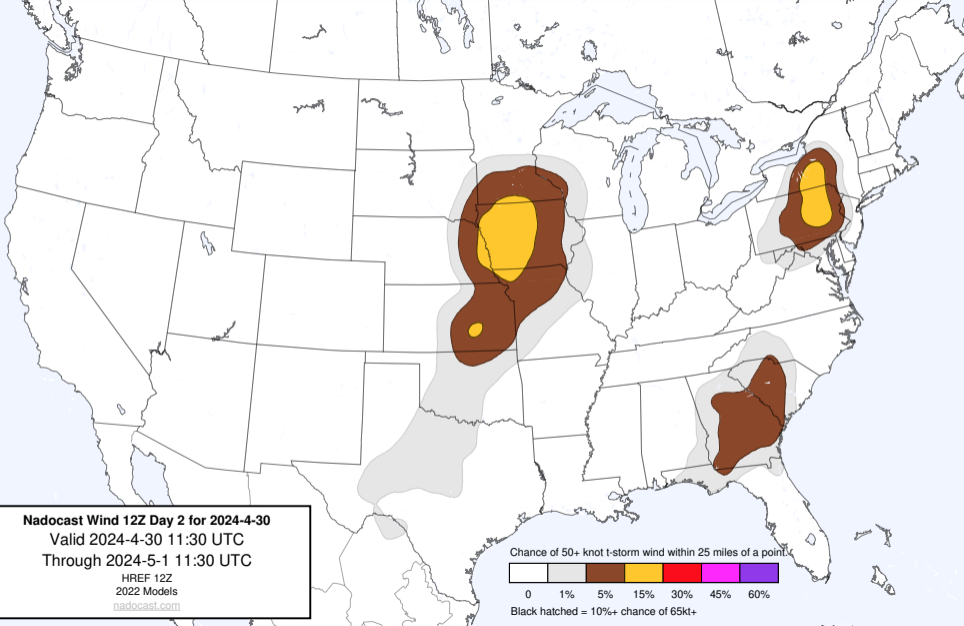 Nadocast Wind 12Z Day 2 for 2024-4-30
Valid 2024-4-30 11:30 UTC
Through 2024-5-1 11:30 UTC
HREF 12Z
2022 Models
nadocast.com
Chance of 50+ knot t-storm wind within 25 miles of a point.
0 1% 5% 15% 30% 45% 60%
Black hatched = 10%+ chance of 65kt+